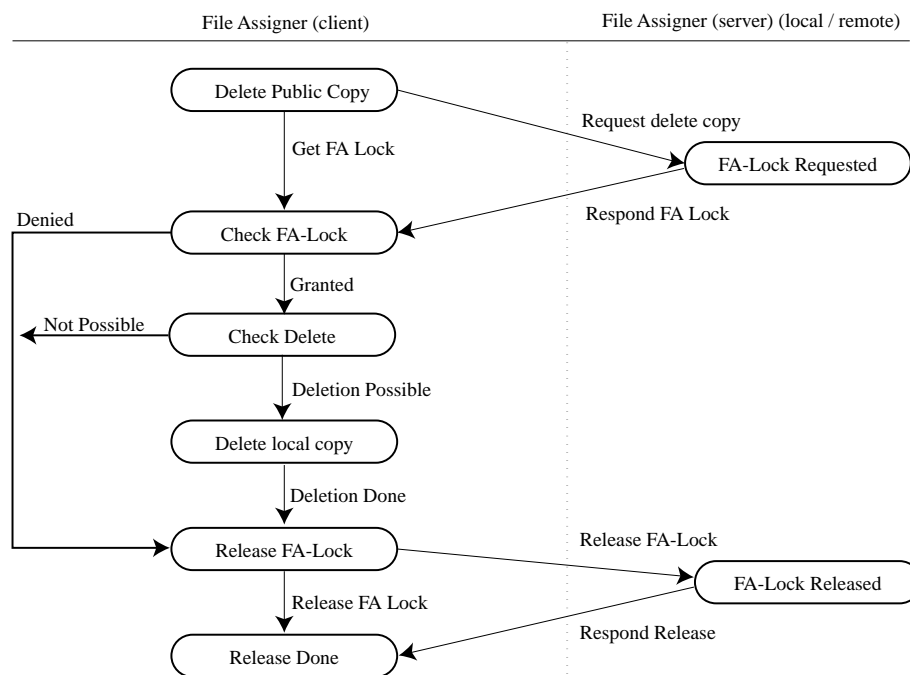 File Assigner (client)
File Assigner (server) (local / remote)
Delete Public Copy
Request delete copy
Get FA Lock
FA-Lock Requested
Denied
Respond FA Lock
Check FA-Lock
Granted
Not Possible
Check Delete
Deletion Possible
Delete local copy
Deletion Done
Release FA-Lock
Release FA-Lock
FA-Lock Released
Release FA Lock
Respond Release
Release Done